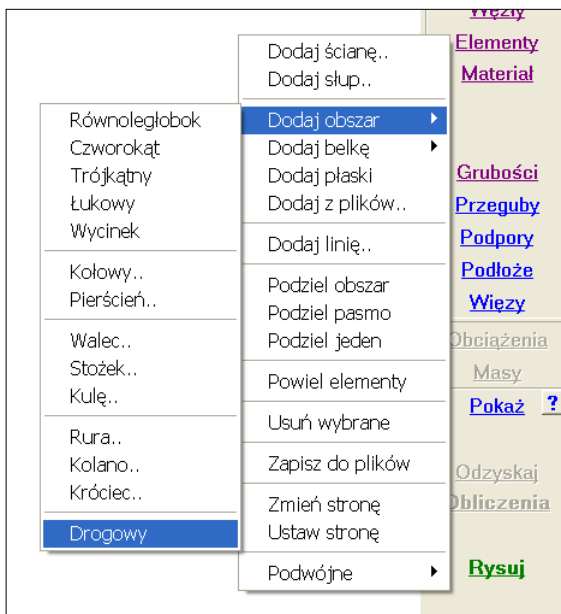 Równoległobok
Czworokąt
Trójkątny
Łukowy
Wycinek
Kołowy..
Pierścień..
Walec..
Stożek..
Kulę..
Rura..
Kolano..
Króciec..
Drogowy
Dodaj ścianę..
Dodaj słup..
Dodaj obszar
Dodaj belkę
Dodaj płaski
Dodaj z plików..
Dodaj linię..
Podziel obszar
Podziel pasmo
Podziel jeden
Powiel elementy
Usuń wybrane
Zapisz do plików
Zmień stronę
Ustaw stronę
Podwójne
Węzły
Elementy
Materiał
Grubości
Przeguby
Podpory
Podłoże
Więzy
Obciążenia
Masy
Pokaż ?
Odzyskaj
Obliczenia
Rysuj